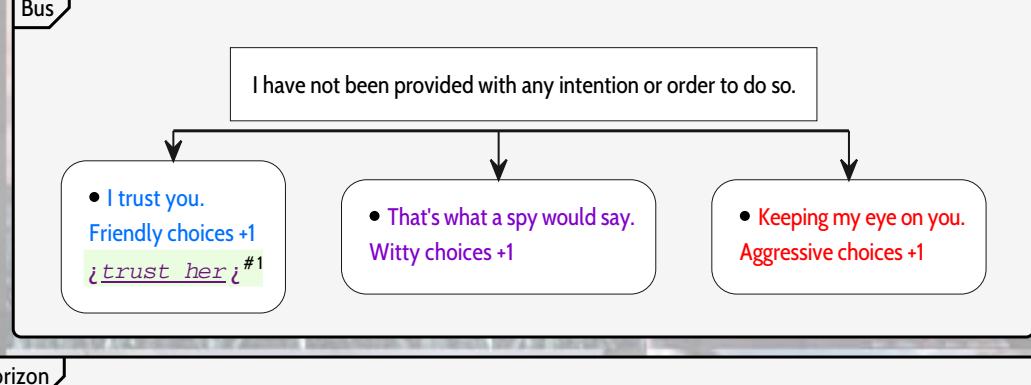 Bus
I have not been provided with any intention or order to do so.
• I trust you.
Friendly choices +1
¿trust her¿#1
• That's what a spy would say.
Witty choices +1
• Keeping my eye on you.
Aggressive choices +1